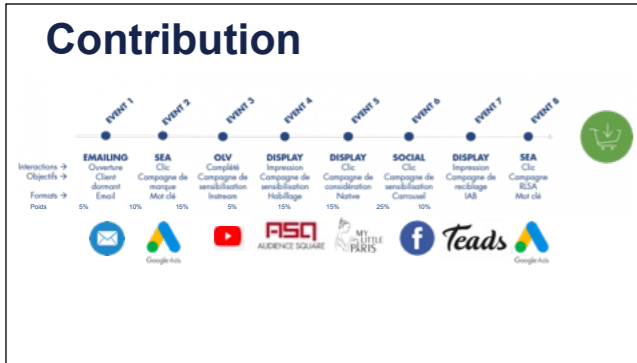 Contribution
EVENT 1 EVENT 2 EVENT 3 EVENT 4 EVENT 5 EVENT 6 EVENT 7 EVENT 8
EMAILING SEA OLV DISPLAY DISPLAY SOCIAL DISPLAY SEA
Interactions → Ouverture Clic Complété Impression Clic Clic Impression Clic
Objectifs → Client Campagne de Campagne de Campagne de Campagne de Campagne de Campagne de Campagne
dormant marque sensibilisation sensibilisation considération sensibilisation reciblage RLSA
Formats → Email Mot clé Instream Habillage Native Carrousel IAB Mot clé
Poids 5% 10% 15% 5% 15% 15% 25% 10%
ASQ
AUDIENCE SQUARE
MY
LITTLE
PARIS
f
Teads
Google Ads Google Ads